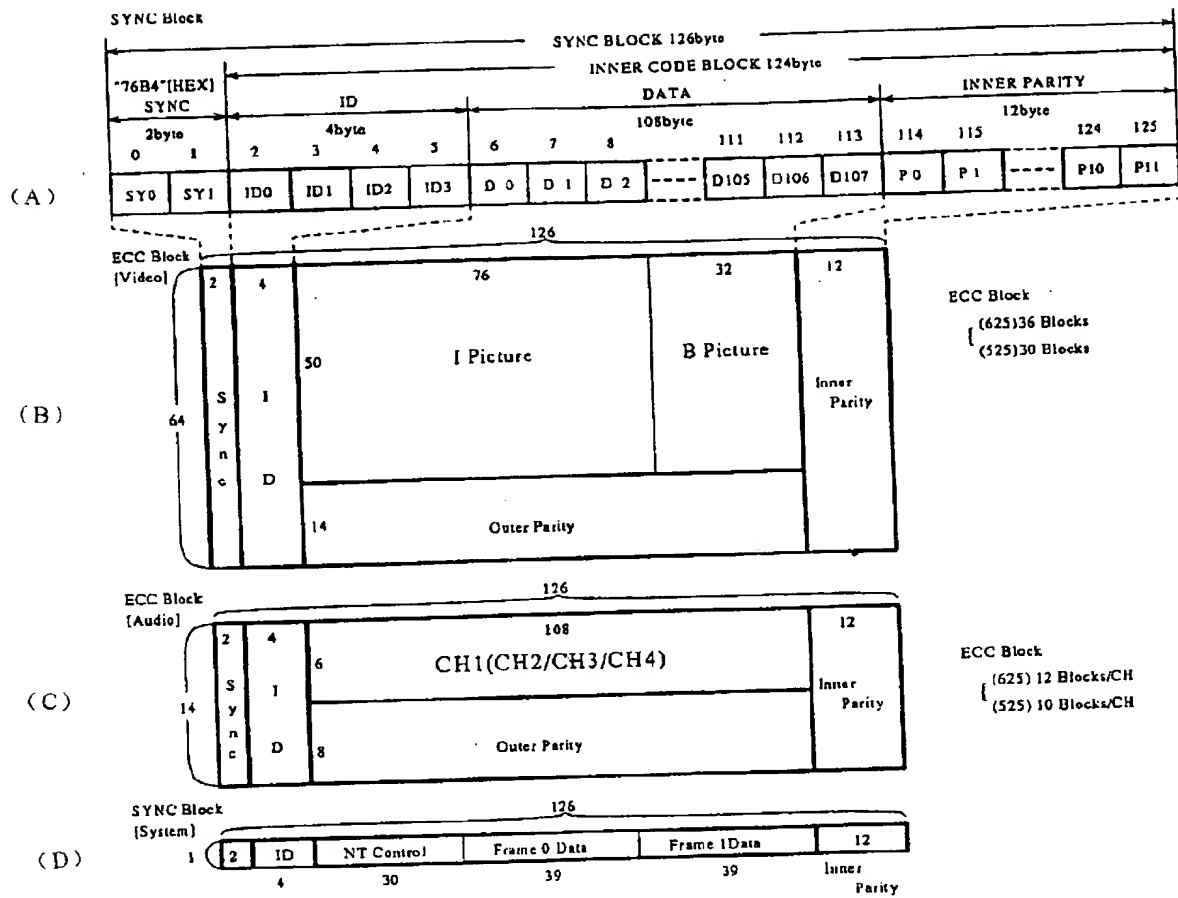 SYNC Block
SYNC BLOCK 126byte
INNER CODE BLOCK 124byte
"76B4"[HEX]
SYNC ID DATA INNER PARITY
2byte 4byte 108byte 12byte
0 1 2 3 4 5 6 7 8 111 112 113 114 115 124 125
(A) SY0 SY1 ID0 ID1 ID2 ID3 D 0 D 1 D 2 ---- D105 D106 D107 P 0 P 1 ---- P10 P11
ECC Block
[Video]
126
2 4 76 32 12
50 I Picture B Picture
(B) 64 Sync ID Inner
Parity
14 Outer Parity
ECC Block
{ (625)36 Blocks
(525)30 Blocks
ECC Block
[Audio]
126
2 4 108 12
6 CH1(CH2/CH3/CH4)
(C) 14 Sync ID Inner
Parity
8 Outer Parity
ECC Block
{ (625) 12 Blocks/CH
(525) 10 Blocks/CH
SYNC Block
[System]
126
(D) 1 2 ID NT Control Frame 0 Data Frame 1Data 12
4 30 39 39 Inner
Parity